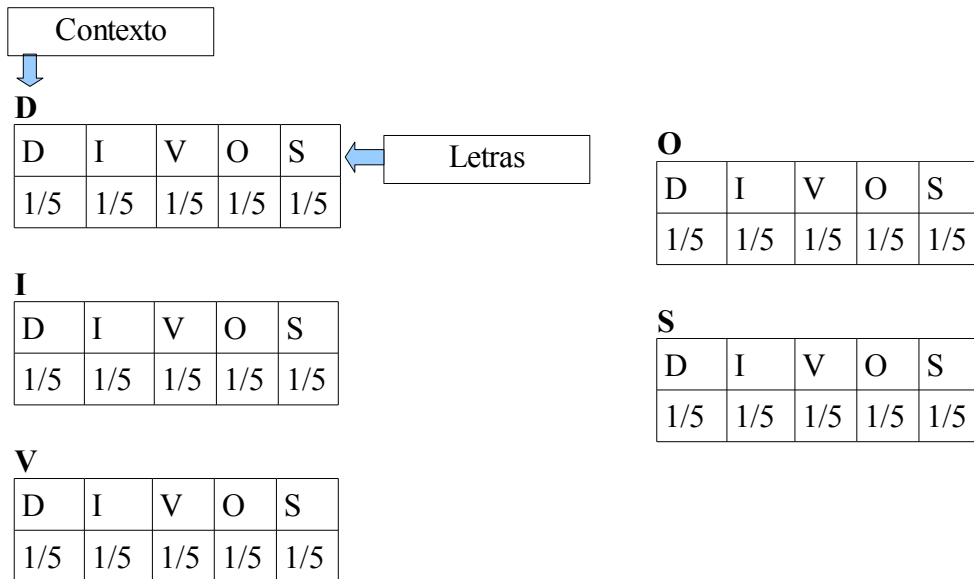 Contexto
D
D I V O S
1/5 1/5 1/5 1/5 1/5
Letras
I
D I V O S
1/5 1/5 1/5 1/5 1/5
V
D I V O S
1/5 1/5 1/5 1/5 1/5
O
D I V O S
1/5 1/5 1/5 1/5 1/5
S
D I V O S
1/5 1/5 1/5 1/5 1/5